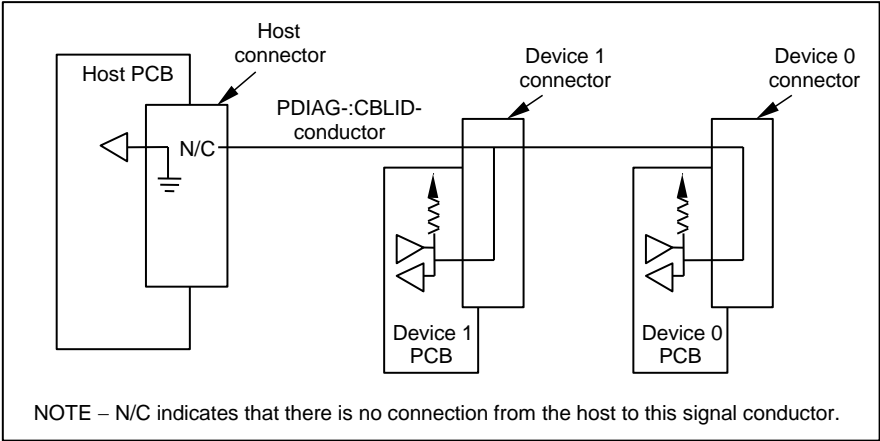 Host
connector
Host PCB
Device 1
connector
Device 0
connector
PDIAG-:CBLID-
conductor
N/C
Device 1
PCB
Device 0
PCB
NOTE – N/C indicates that there is no connection from the host to this signal conductor.